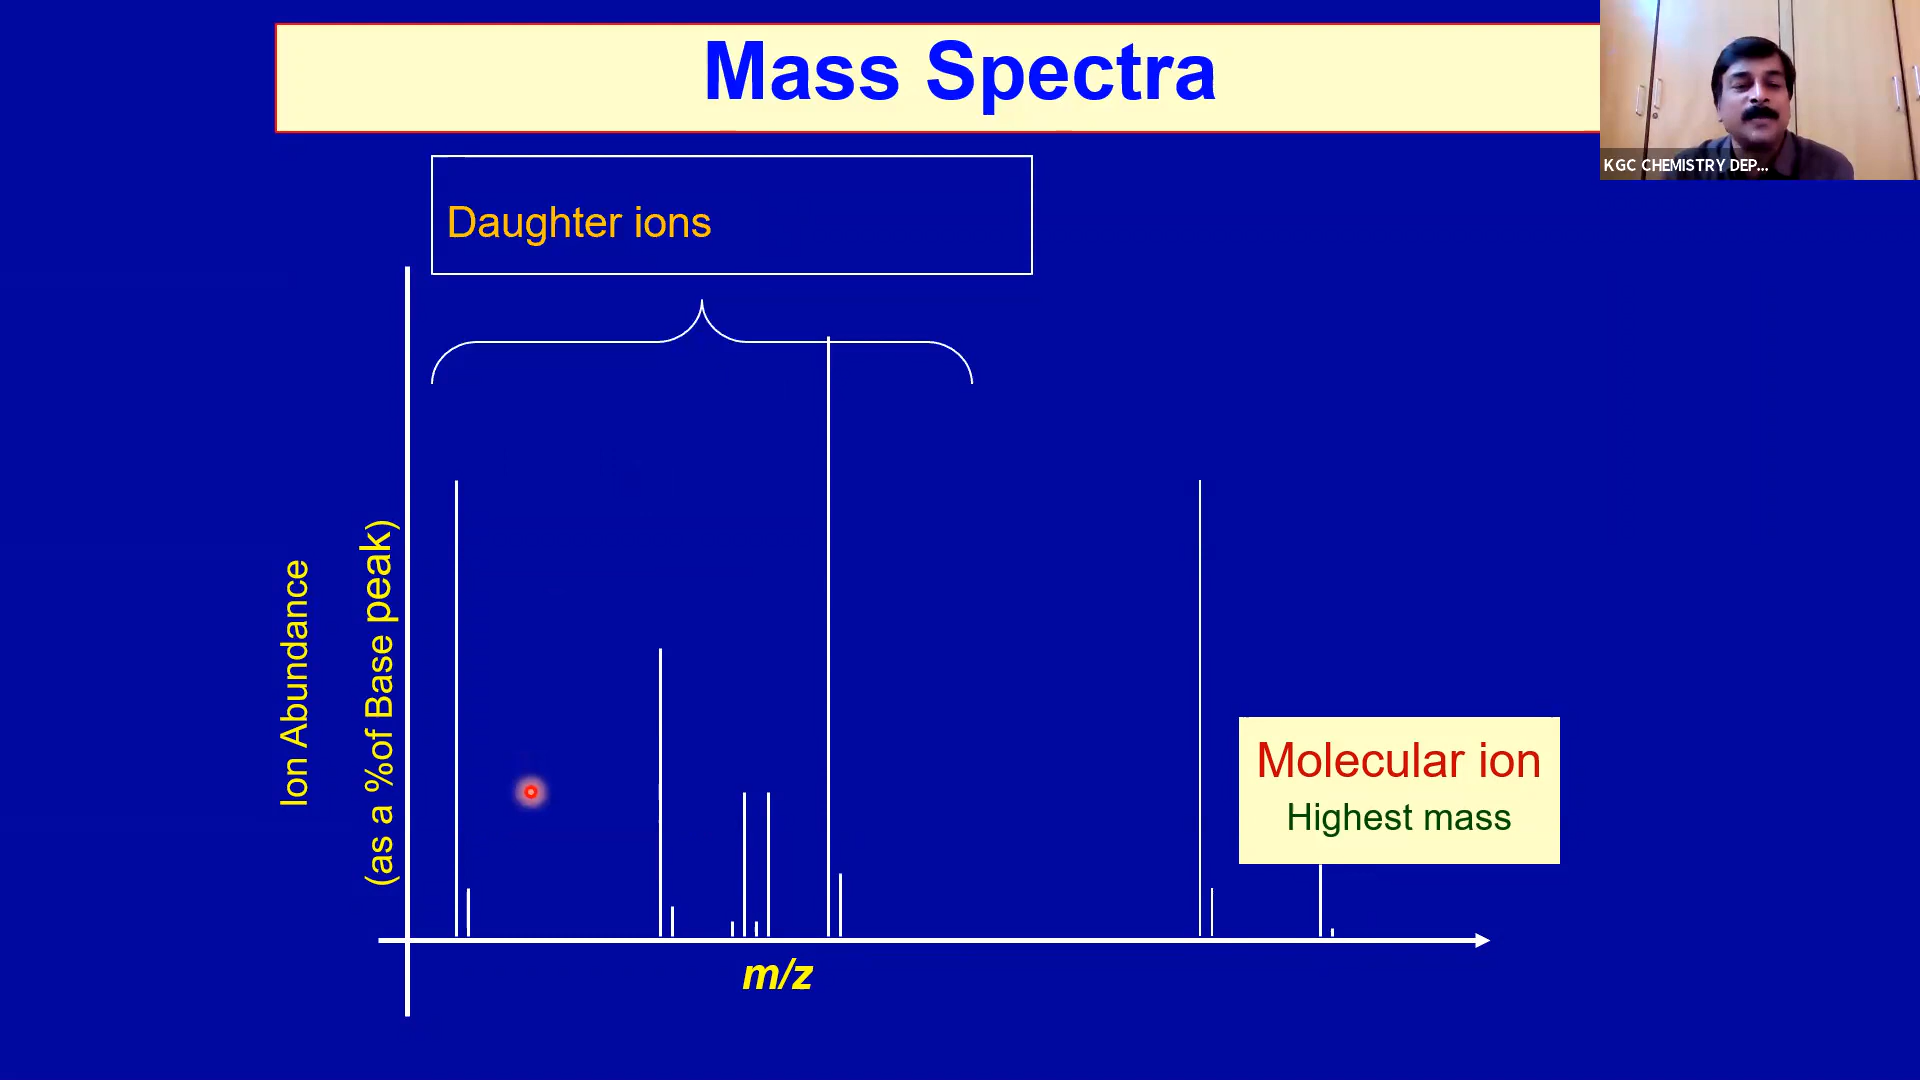 Mass Spectra
KGC CHEMISTRY DEP...
Daughter ions
Ion Abundance
(as a %of Base peak)
Molecular ion
Highest mass
m/z